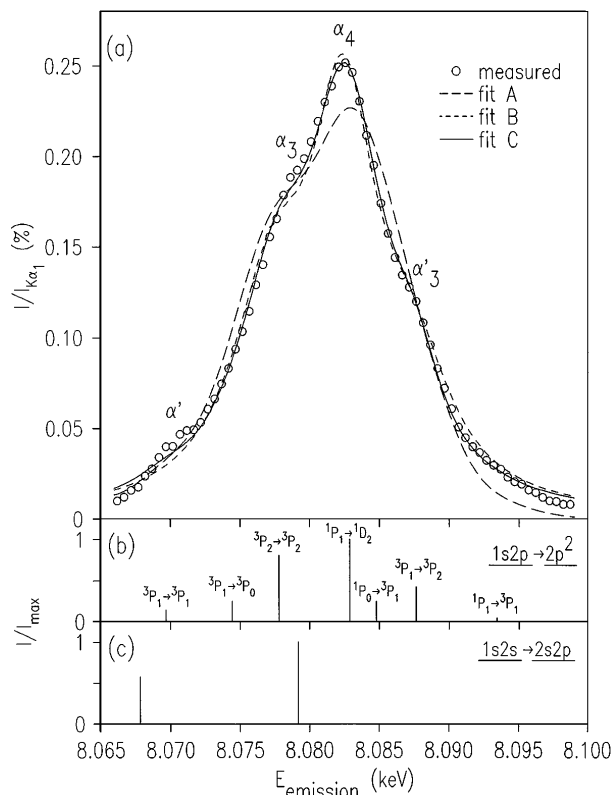 (a)
α₄
α₃
α'₃
α'
○ measured
fit A
fit B
fit C
I/I_Kα₁ (%)
0.25
0.20
0.15
0.10
0.05
0
(b)
1s2p→2p²
³P₁→³P₁
³P₁→³P₀
³P₂→³P₂
¹P₁→¹D₂
¹P₀→³P₁
³P₁→³P₂
¹P₁→³P₁
1
0
(c)
1s2s→2s2p
1
0
I/I_max
8.065 8.070 8.075 8.080 8.085 8.090 8.095 8.100
E_emission (keV)